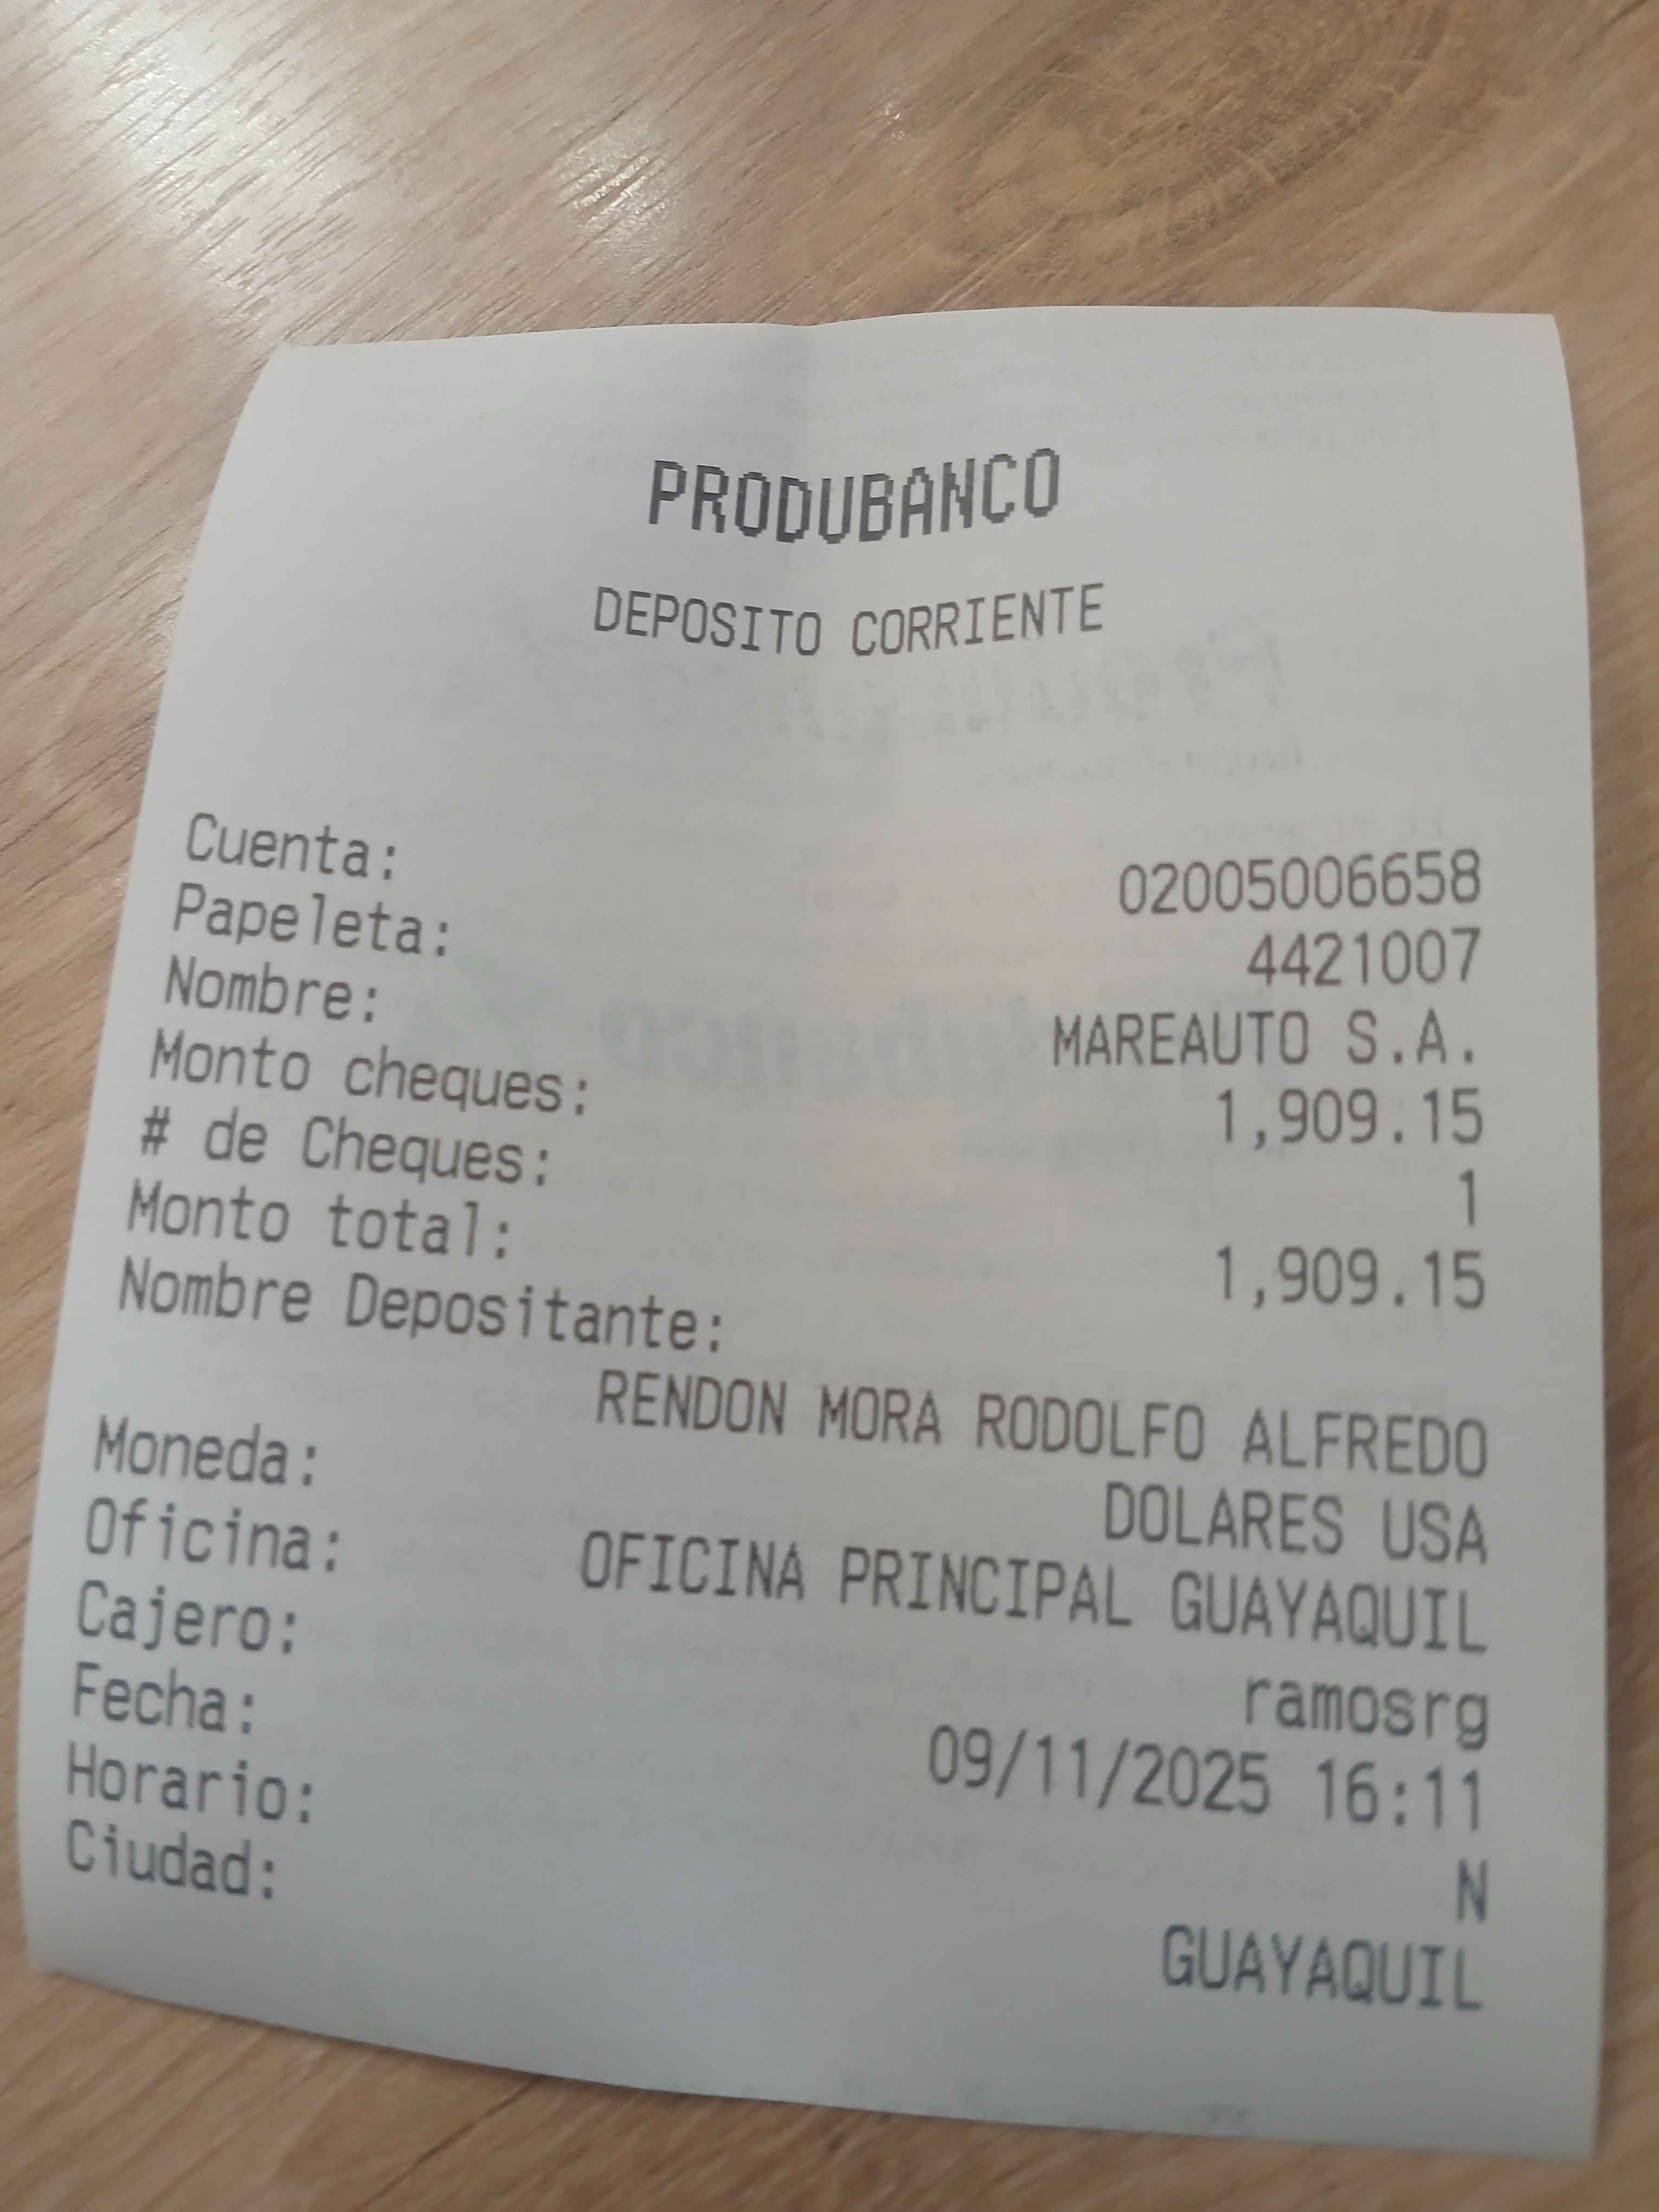 PRODUBANCO
DEPOSITO CORRIENTE
Cuenta: 02005006658
Papeleta: 4421007
Nombre: MAREAUTO S.A.
Monto cheques: 1,909.15
# de Cheques: 1
Monto total: 1,909.15
Nombre Depositante:
RENDON MORA RODOLFO ALFREDO
Moneda: DOLARES USA
Oficina: OFICINA PRINCIPAL GUAYAQUIL
Cajero: ramosrg
Fecha: 09/11/2025 16:11
Horario: N
Ciudad: GUAYAQUIL